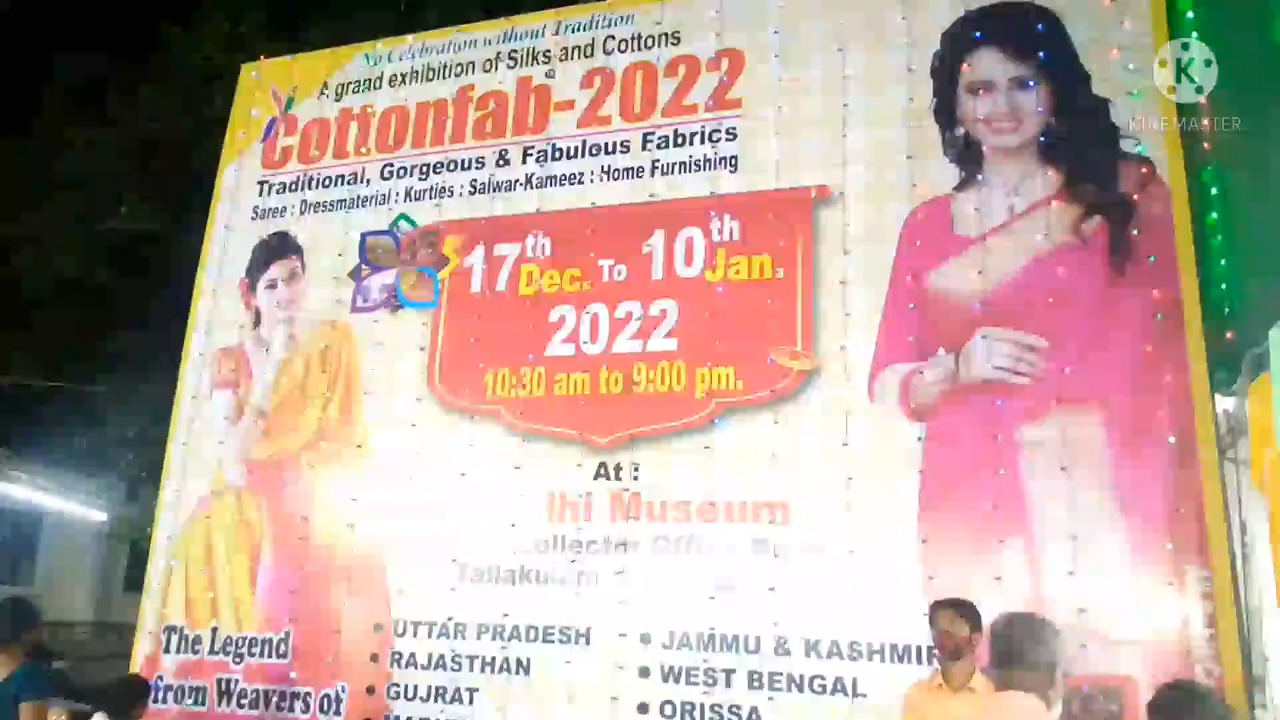 No Celebration without Tradition
A grand exhibition of Silks and Cottons
Cottonfab-2022
Traditional, Gorgeous & Fabulous Fabrics
Saree : Dressmaterial : Kurties : Salwar-Kameez : Home Furnishing
17th Dec. To 10th Jan.
2022
10:30 am to 9:00 pm.
At :
Museum
The Legend
from Weavers of
• UTTAR PRADESH
• RAJASTHAN
• GUJRAT
• JAMMU & KASHMIR
• WEST BENGAL
• ORISSA
K
KINEMASTER